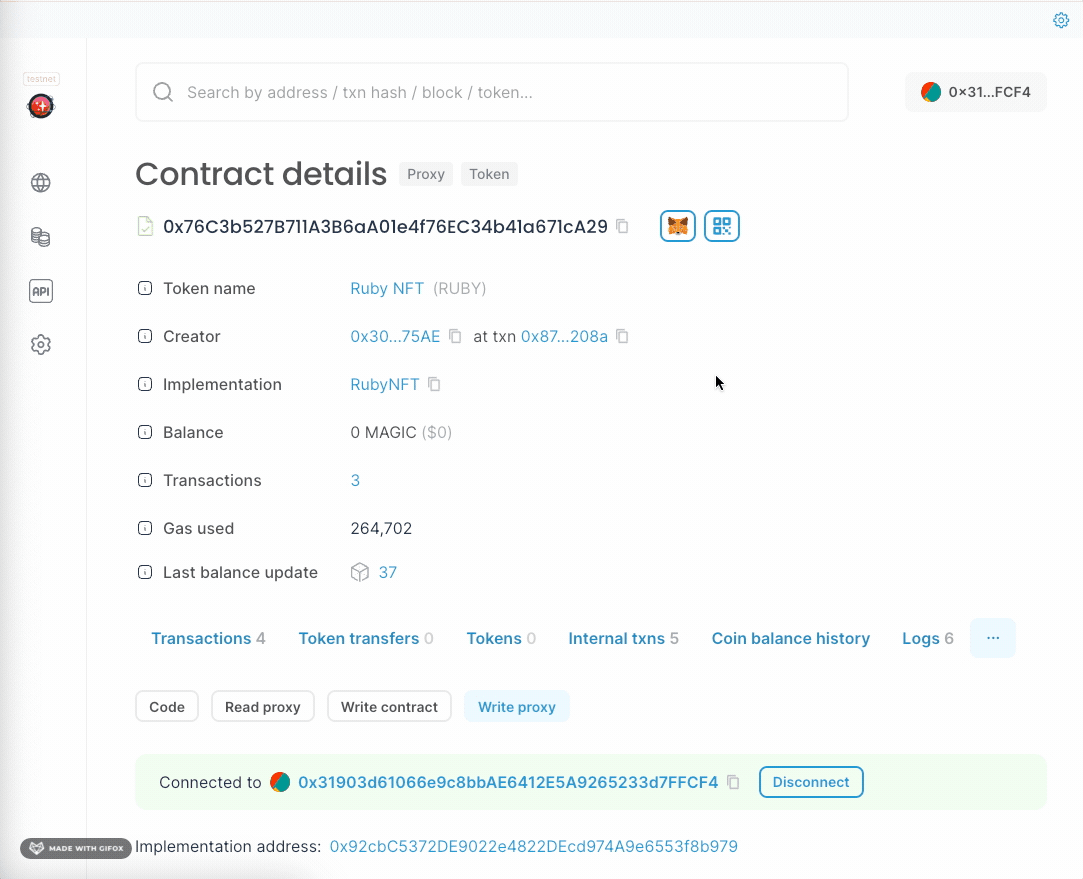 testnet
Search by address / txn hash / block / token...
0x31...FCF4
Contract details Proxy Token
0x76C3b527B711A3B6aA01e4f76EC34b41a671cA29
Token name Ruby NFT (RUBY)
Creator 0x30...75AE at txn 0x87...208a
API
Implementation RubyNFT
Balance 0 MAGIC ($0)
Transactions 3
Gas used 264,702
Last balance update 37
Transactions 4 Token transfers 0 Tokens 0 Internal txns 5 Coin balance history Logs 6 ...
Code Read proxy Write contract Write proxy
Connected to 0x31903d61066e9c8bbAE6412E5A9265233d7FFCF4 Disconnect
MADE WITH GIFOX
Implementation address: 0x92cbC5372DE9022e4822DEcd974A9e6553f8b979